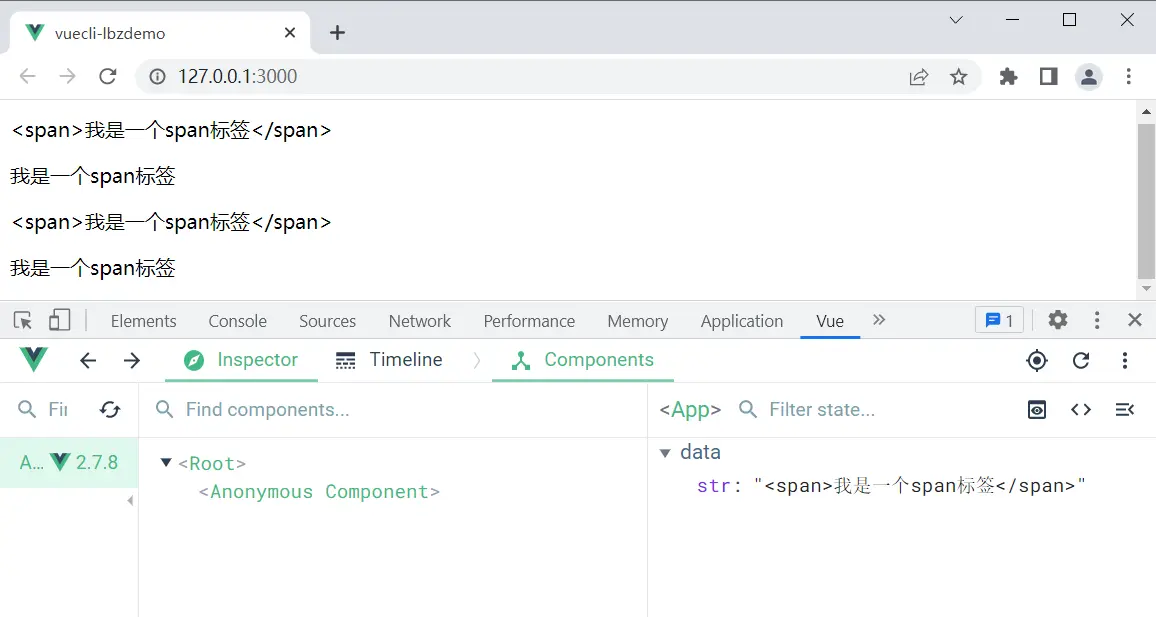 vuecli-lbzdemo
127.0.0.1:3000
<span>我是一个span标签</span>
我是一个span标签
<span>我是一个span标签</span>
我是一个span标签
Elements Console Sources Network Performance Memory Application Vue 1
Inspector Timeline Components
Fi Find components... <App> Filter state...
A... 2.7.8
<Root>
<Anonymous Component>
data
str: "<span>我是一个span标签</span>"